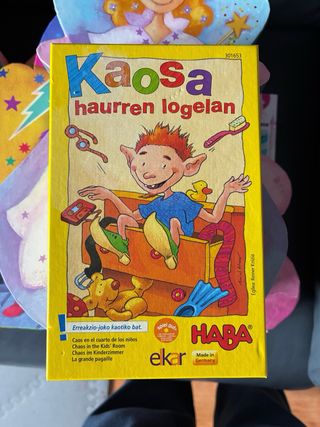 301651
Kaosa
haurren logelan
Erreakzio-joko kaotiko bat.
Caos en el cuarto de los niños
Chaos in the Kids' Room
Chaos im Kinderzimmer
La grande pagaille
ekar
Made in
Germany
HABA